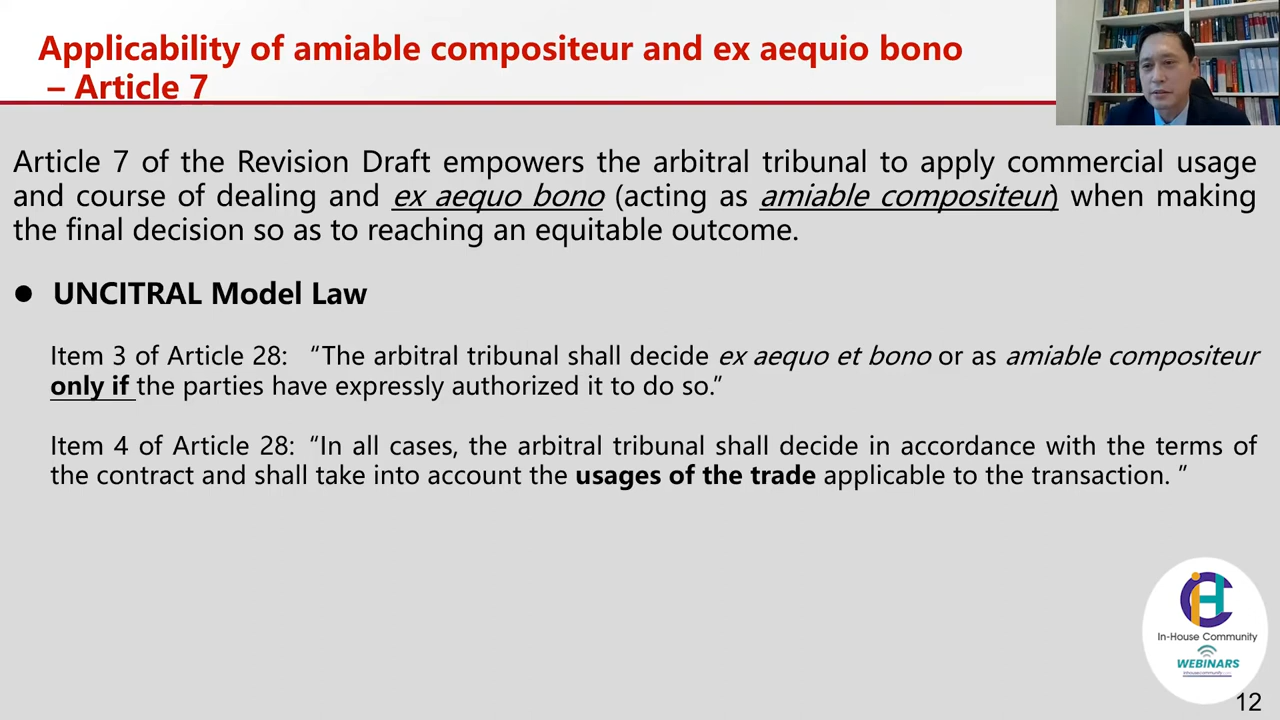 Applicability of amiable compositeur and ex aequio bono
– Article 7
Article 7 of the Revision Draft empowers the arbitral tribunal to apply commercial usage
and course of dealing and ex aequo bono (acting as amiable compositeur) when making
the final decision so as to reaching an equitable outcome.
● UNCITRAL Model Law
Item 3 of Article 28: “The arbitral tribunal shall decide ex aequo et bono or as amiable compositeur
only if the parties have expressly authorized it to do so.”
Item 4 of Article 28: “In all cases, the arbitral tribunal shall decide in accordance with the terms of
the contract and shall take into account the usages of the trade applicable to the transaction. ”
In-House Community
WEBINARS
12